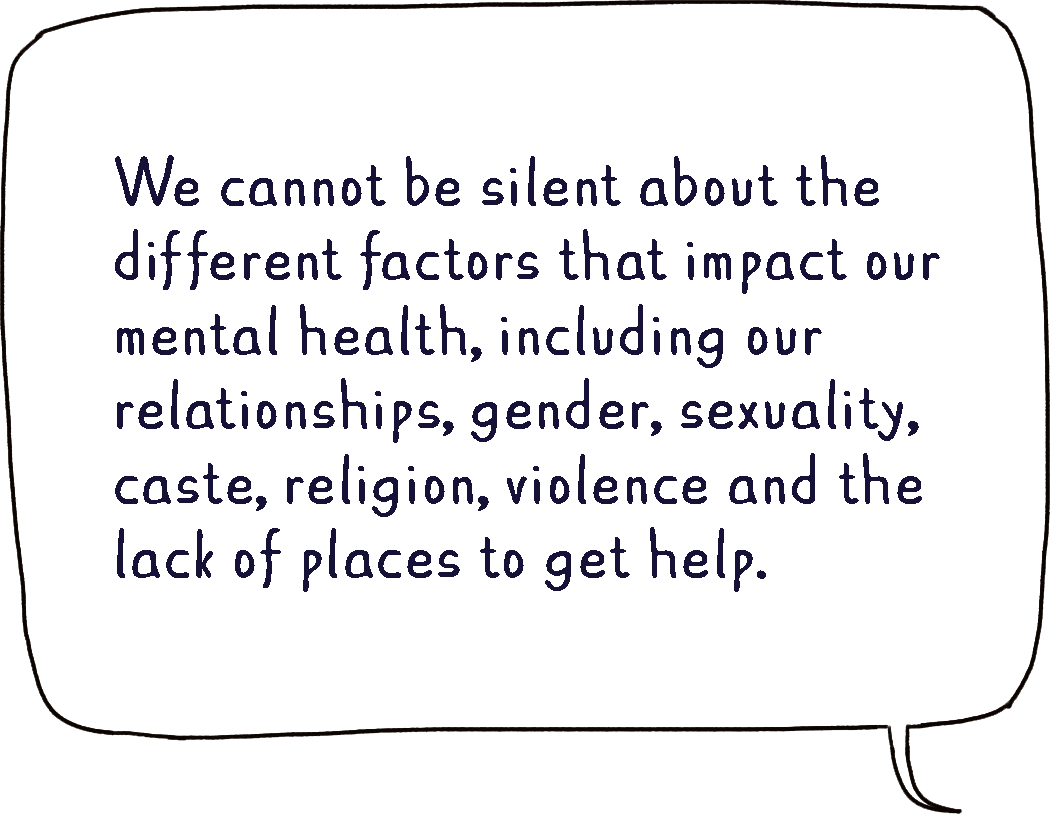 We cannot be silent about the
different factors that impact our
mental health, including our
relationships, gender, sexuality,
caste, religion, violence and the
lack of places to get help.